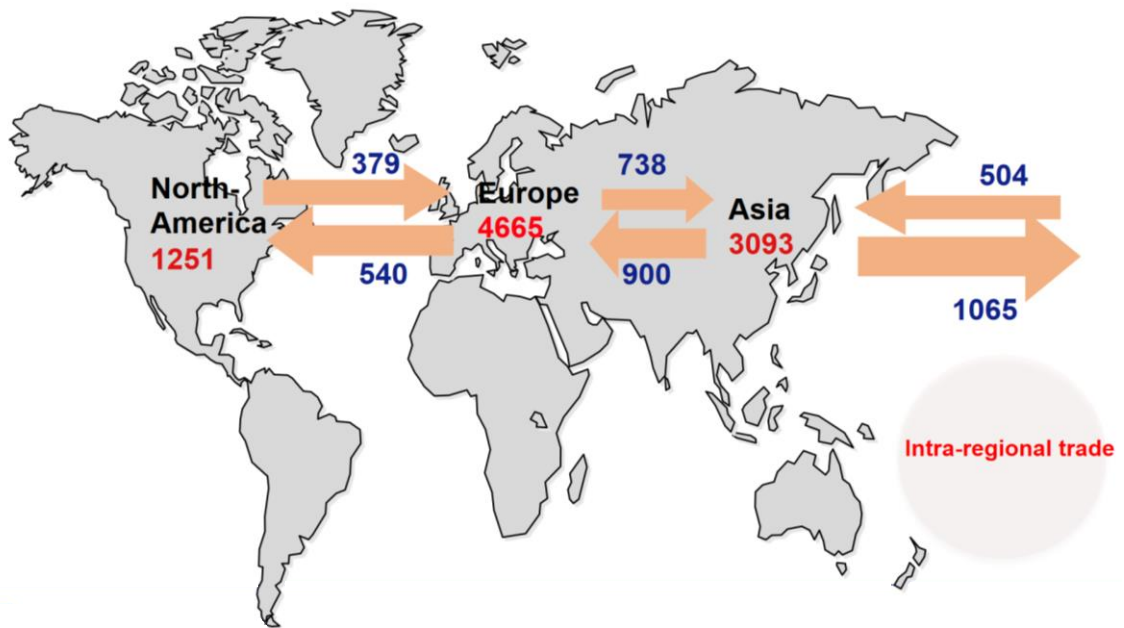 379
738
504
North-
America
1251
Europe
4665
Asia
3093
540
900
1065
Intra-regional trade